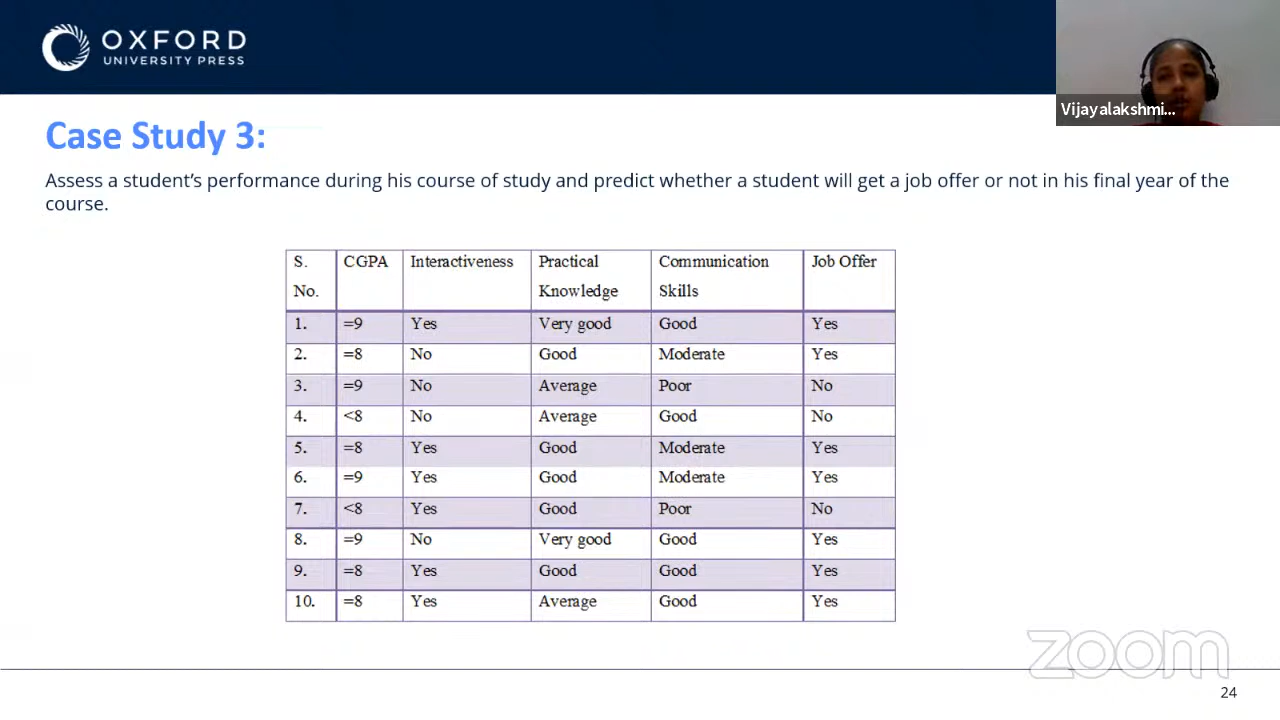 OXFORD
UNIVERSITY PRESS
Vijayalakshmi...
Case Study 3:
Assess a student's performance during his course of study and predict whether a student will get a job offer or not in his final year of the
course.
S. No. CGPA Interactiveness Practical Knowledge Communication Skills Job Offer
1. =9 Yes Very good Good Yes
2. =8 No Good Moderate Yes
3. =9 No Average Poor No
4. <8 No Average Good No
5. =8 Yes Good Moderate Yes
6. =9 Yes Good Moderate Yes
7. <8 Yes Good Poor No
8. =9 No Very good Good Yes
9. =8 Yes Good Good Yes
10. =8 Yes Average Good Yes
zoom
24